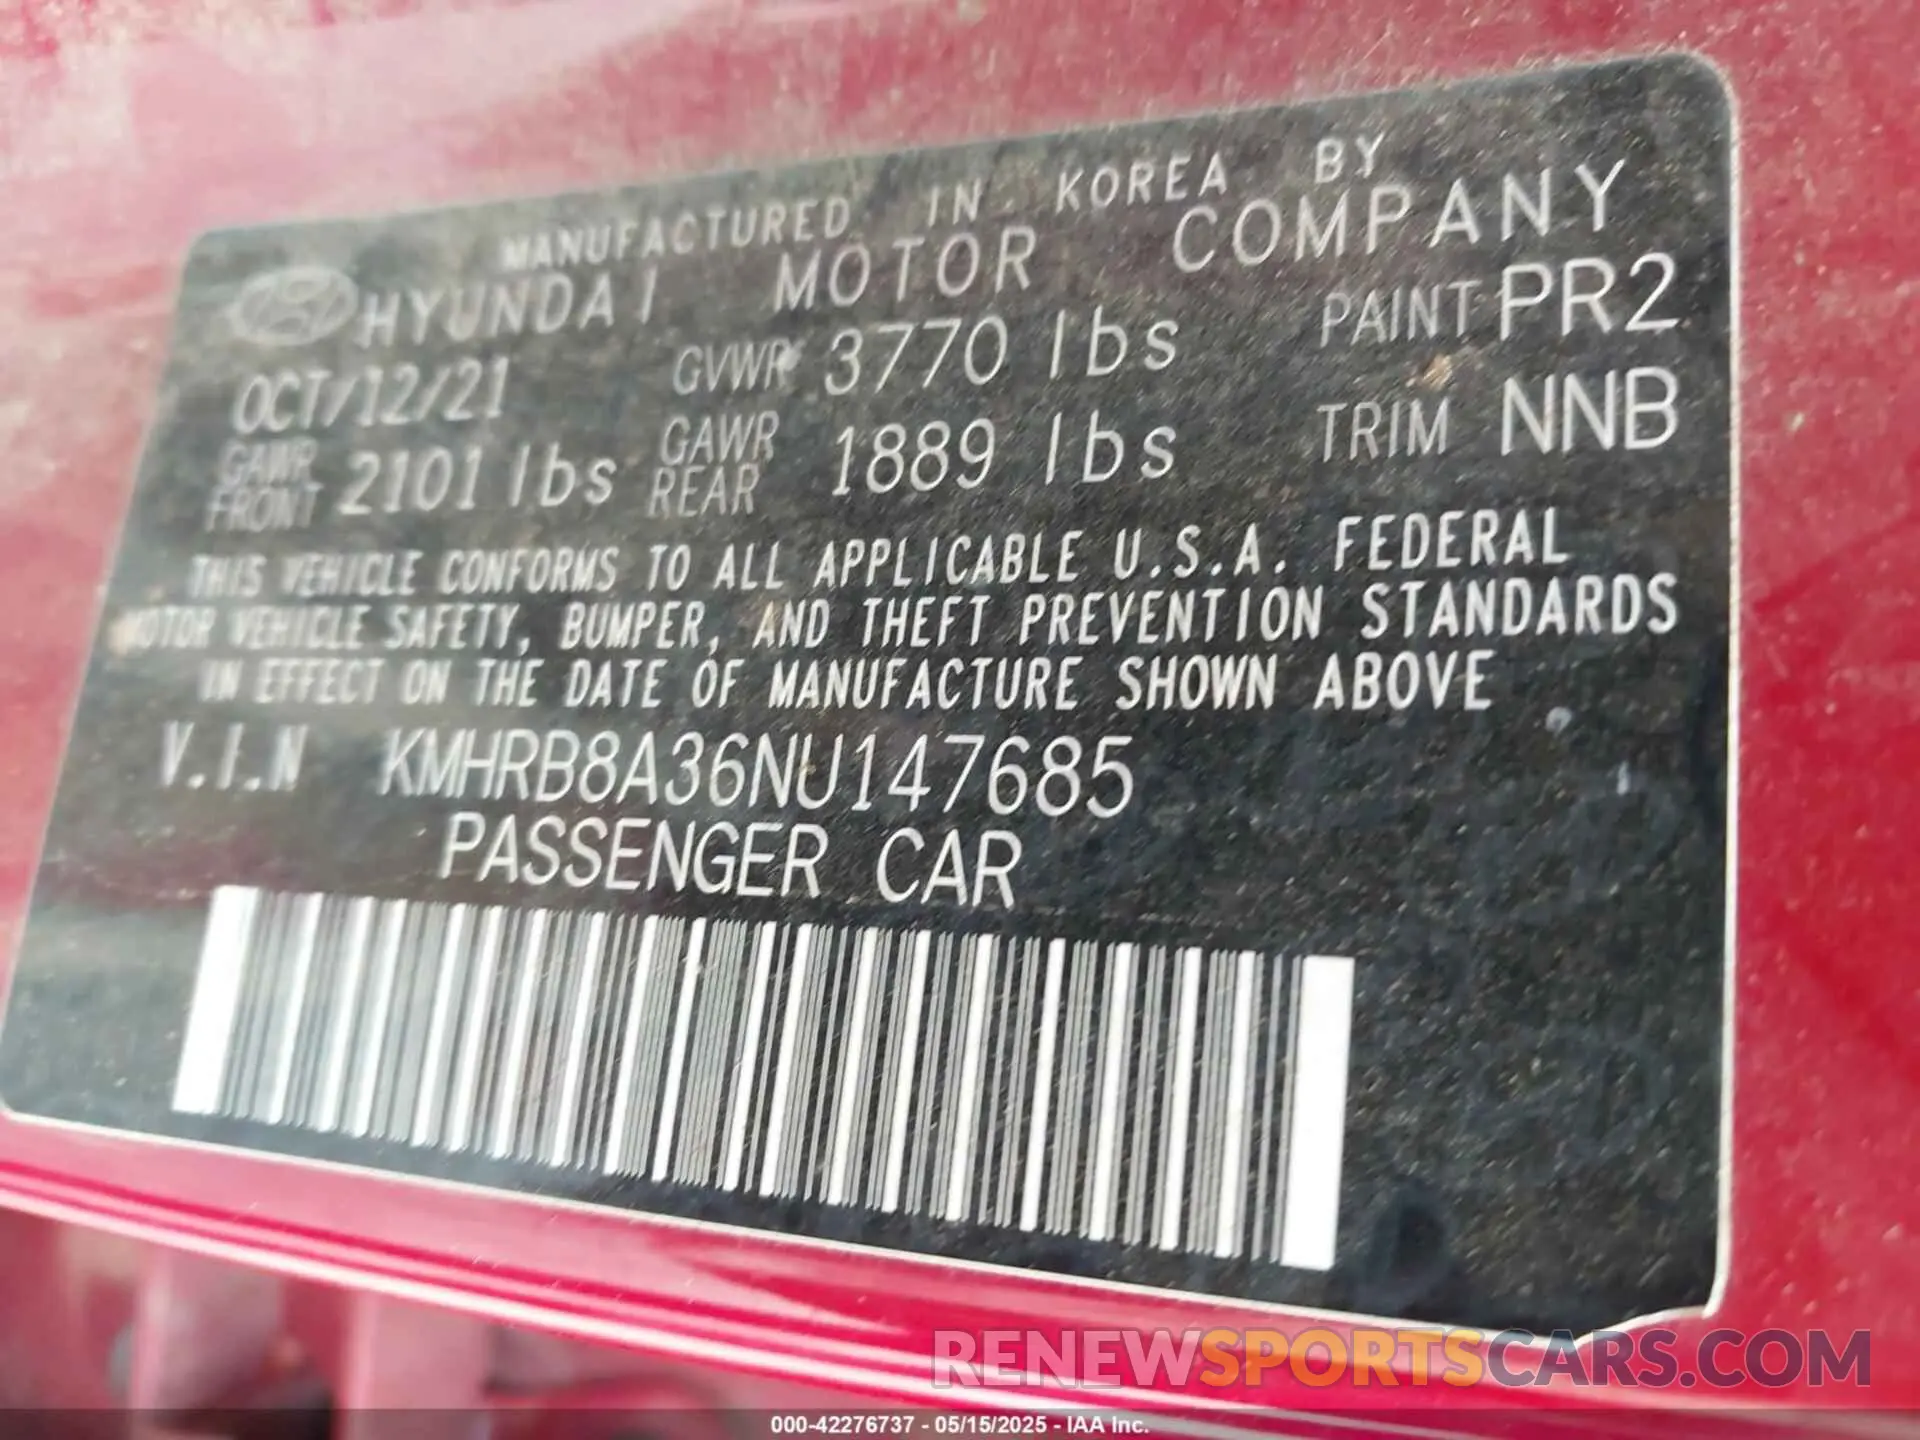 MANUFACTURED IN KOREA BY
HYUNDAI MOTOR COMPANY
OCT/12/21 GVWR 3770 lbs PAINT PR2
GAWR FRONT 2101 lbs GAWR REAR 1889 lbs TRIM NNB
THIS VEHICLE CONFORMS TO ALL APPLICABLE U.S.A. FEDERAL
MOTOR VEHICLE SAFETY, BUMPER, AND THEFT PREVENTION STANDARDS
IN EFFECT ON THE DATE OF MANUFACTURE SHOWN ABOVE
V.I.N KMHRB8A36NU147685
PASSENGER CAR
RENEWSPORTSCARS.COM
000-42276737 - 05/15/2025 - IAA Inc.